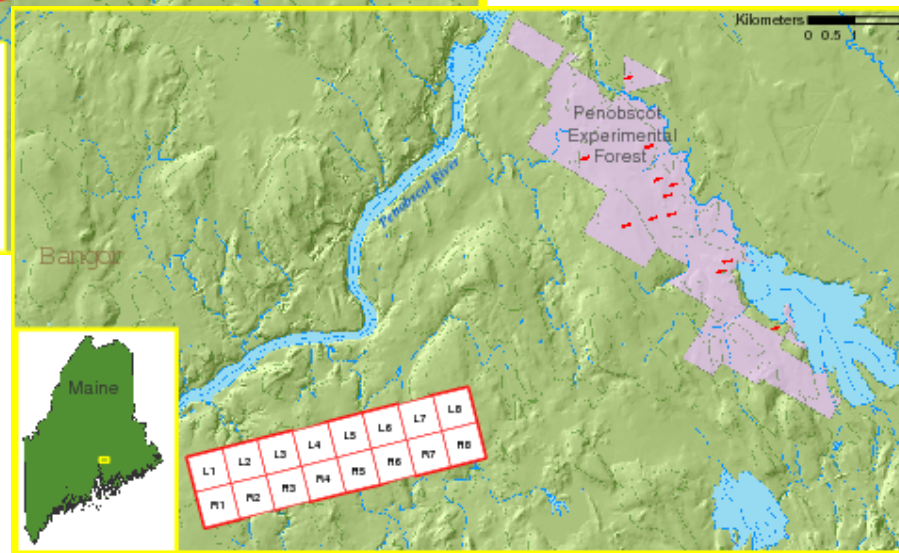 Kilometers
0 0.5 1
Penobscot
Experimental
Forest
Penobscot River
Bangor
Maine
L1 L2 L3 L4 L5 L6 L7 L8
R1 R2 R3 R4 R5 R6 R7 R8